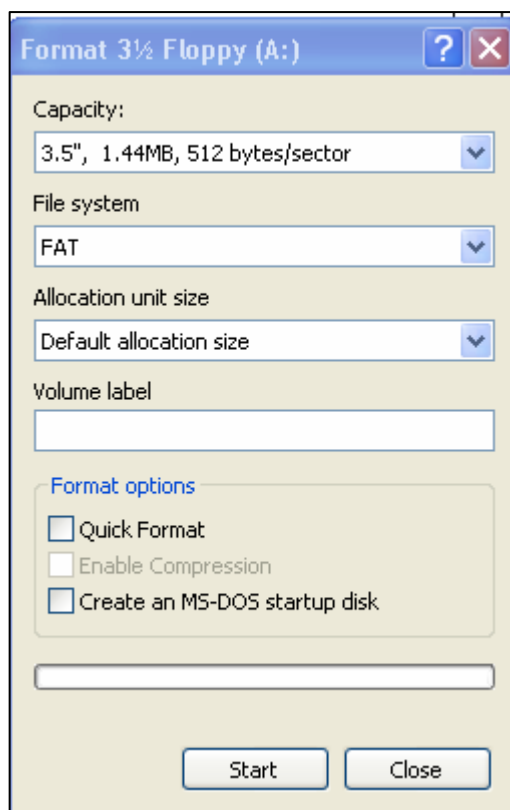 Format 3½ Floppy (A:)
?
Capacity:
3.5", 1.44MB, 512 bytes/sector
File system
FAT
Allocation unit size
Default allocation size
Volume label
Format options
Quick Format
Enable Compression
Create an MS-DOS startup disk
Start Close